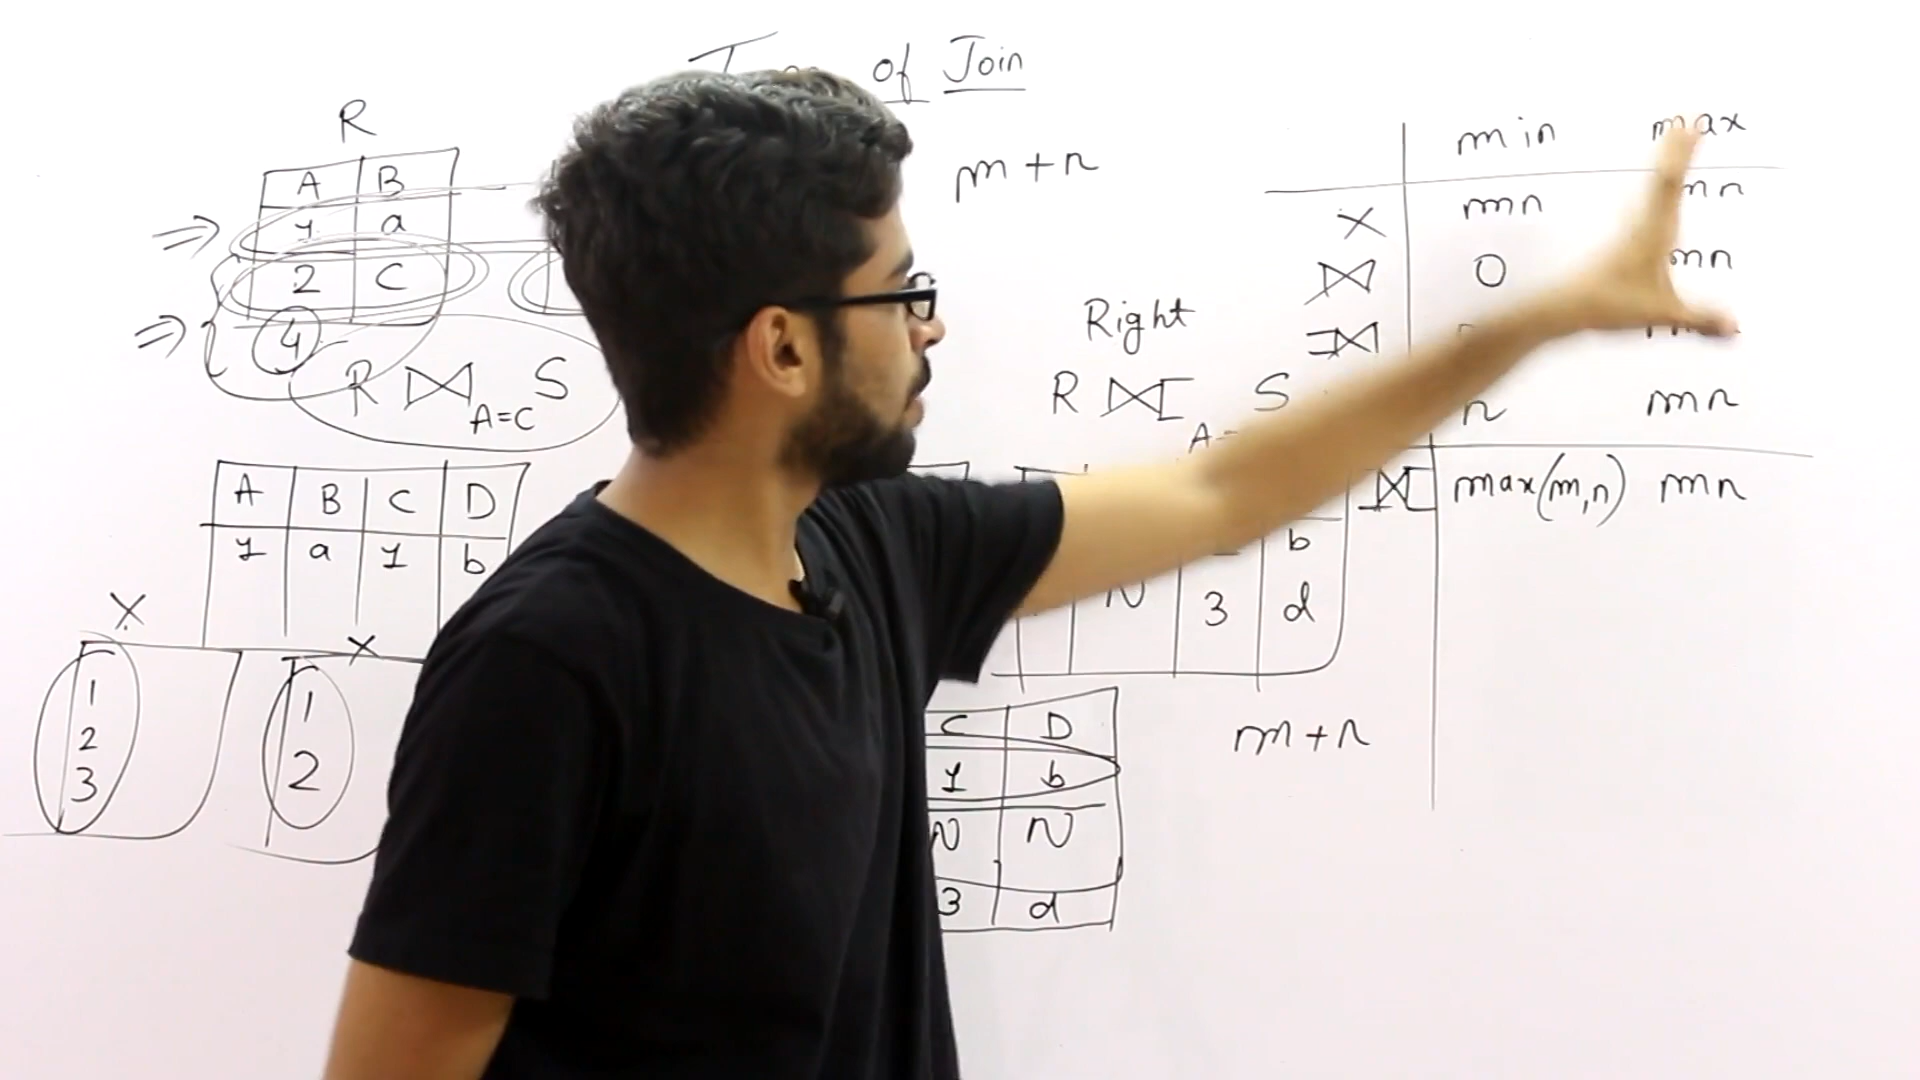 of Join
R
A B
1 a
2 C
4
R ⋈ A=C S
A B C D
1 a 1 b
X
1
2
3
X
1
2
m+n
Right
R ⋈ S
b
N 3 d
C D
1 b
N N
3 d
m+n
min max
X mn mn
⋈ 0 mn
⟕
n mn
⟗ max(m,n) mn